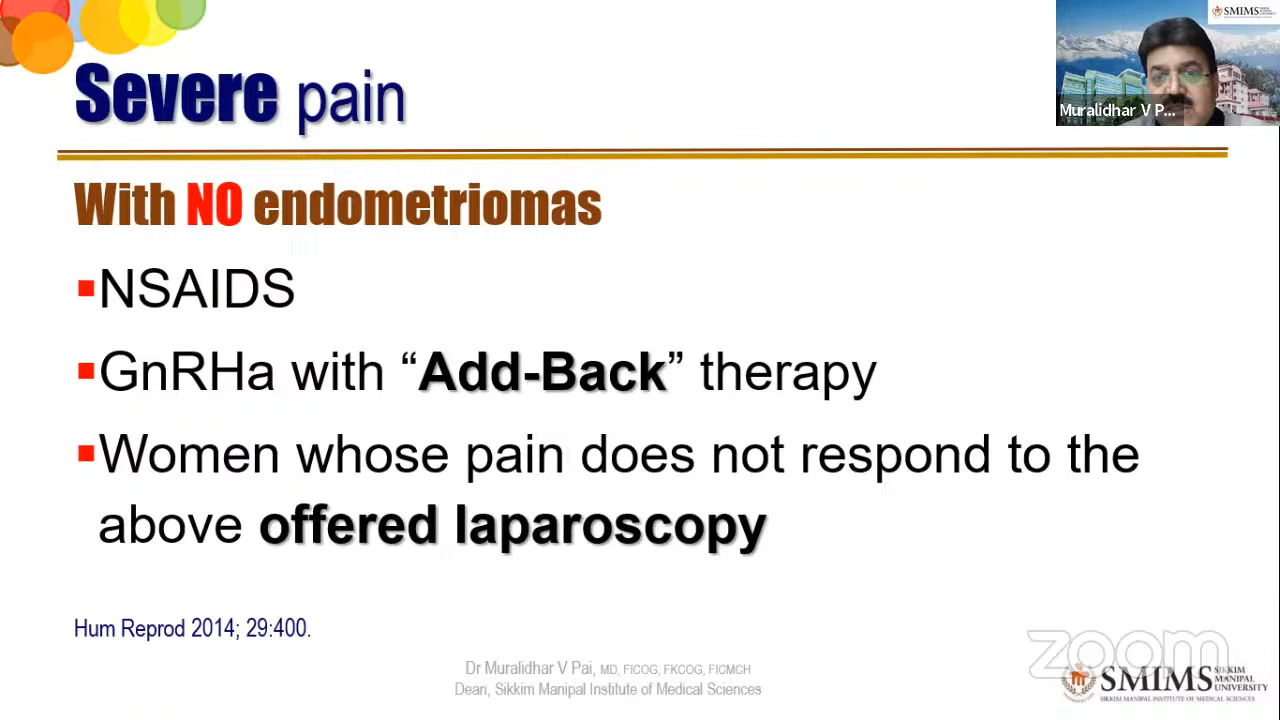 SMIMS
Muralidhar V P...
Severe pain
With NO endometriomas
▪NSAIDS
▪GnRHa with “Add-Back” therapy
▪Women whose pain does not respond to the
above offered laparoscopy
Hum Reprod 2014; 29:400.
Dr Muralidhar V Pai, MD, FICOG, FKCOG, FICMCH
Dean, Sikkim Manipal Institute of Medical Sciences
zoom
SMIMS SIKKIM
MANIPAL
UNIVERSITY
SIKKIM MANIPAL INSTITUTE OF MEDICAL SCIENCES